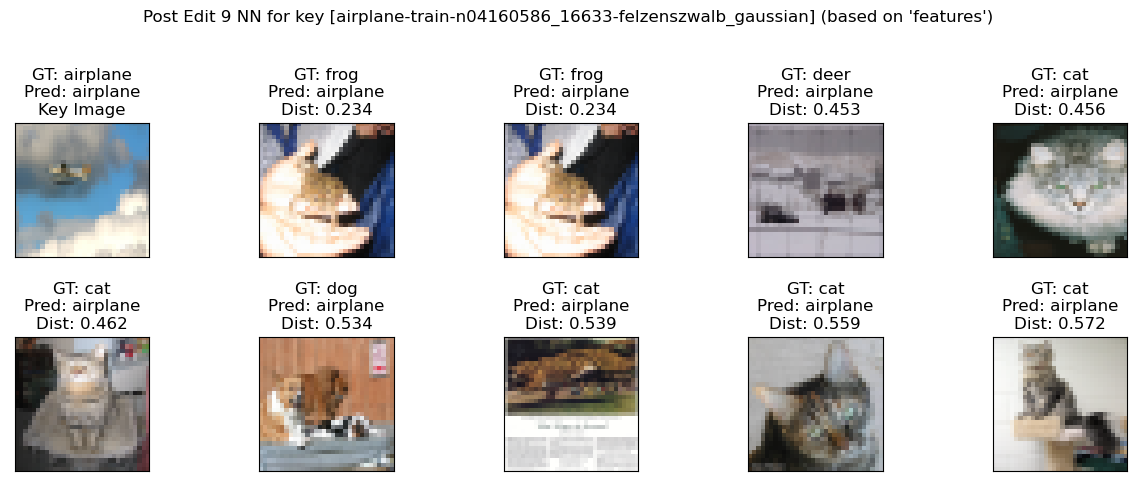 Post Edit 9 NN for key [airplane-train-n04160586_16633-felzenszwalb_gaussian] (based on 'features')
GT: airplane
Pred: airplane
Key Image
GT: frog
Pred: airplane
Dist: 0.234
GT: frog
Pred: airplane
Dist: 0.234
GT: deer
Pred: airplane
Dist: 0.453
GT: cat
Pred: airplane
Dist: 0.456
GT: cat
Pred: airplane
Dist: 0.462
GT: dog
Pred: airplane
Dist: 0.534
GT: cat
Pred: airplane
Dist: 0.539
GT: cat
Pred: airplane
Dist: 0.559
GT: cat
Pred: airplane
Dist: 0.572